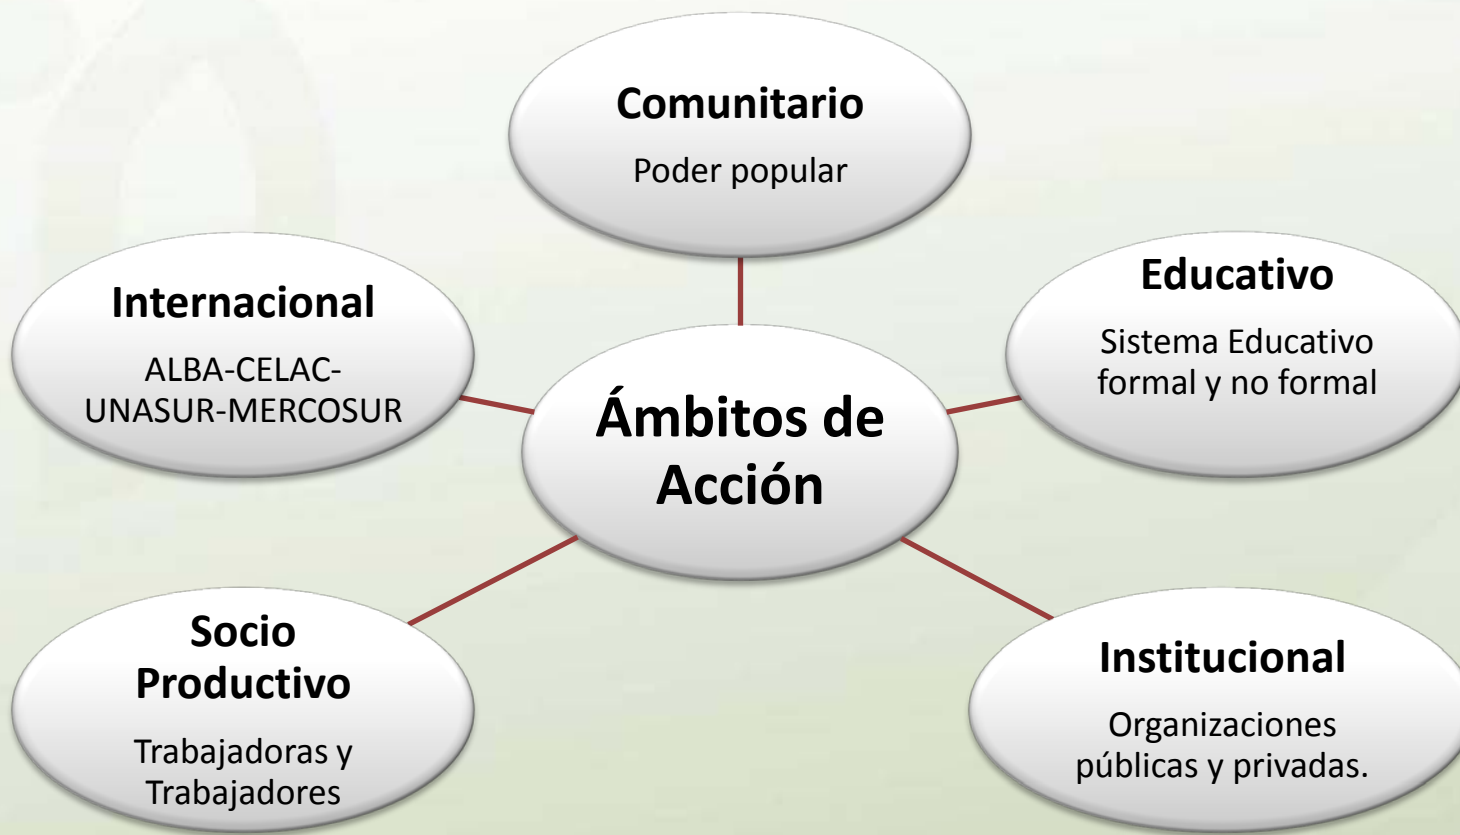 Comunitario
Poder popular
Educativo
Sistema Educativo
formal y no formal
Internacional
ALBA-CELAC-
UNASUR-MERCOSUR
Ámbitos de
Acción
Socio
Productivo
Trabajadoras y
Trabajadores
Institucional
Organizaciones
públicas y privadas.